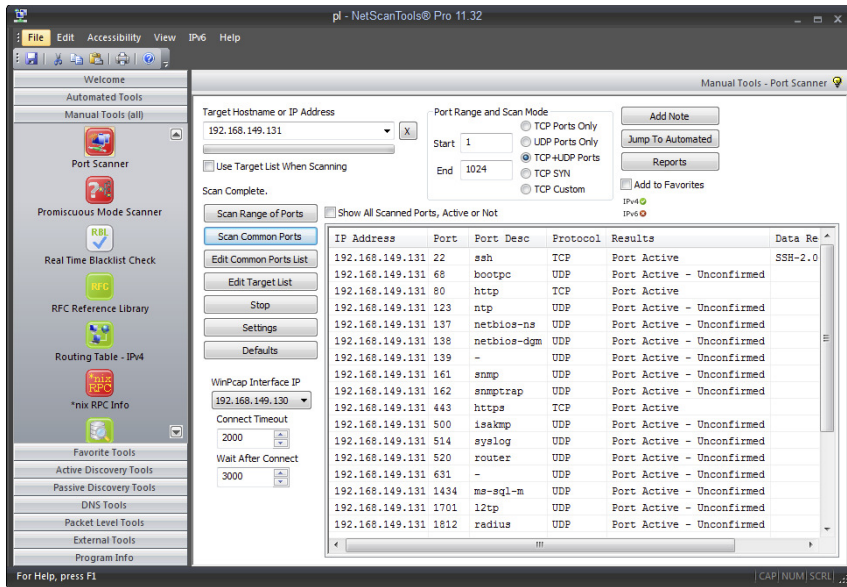 pl - NetScanTools® Pro 11.32
File Edit Accessibility View IPv6 Help
Welcome
Automated Tools
Manual Tools (all)
Port Scanner
Promiscuous Mode Scanner
RBL
Real Time Blacklist Check
RFC
RFC Reference Library
Routing Table - IPv4
*nix
RPC
*nix RPC Info
Favorite Tools
Active Discovery Tools
Passive Discovery Tools
DNS Tools
Packet Level Tools
External Tools
Program Info
Manual Tools - Port Scanner
Target Hostname or IP Address
192.168.149.131
X
Use Target List When Scanning
Scan Complete.
Port Range and Scan Mode
Start 1
End 1024
TCP Ports Only
UDP Ports Only
TCP+UDP Ports
TCP SYN
TCP Custom
Add Note
Jump To Automated
Reports
Add to Favorites
IPv4
IPv6
Scan Range of Ports
Scan Common Ports
Edit Common Ports List
Edit Target List
Stop
Settings
Defaults
WinPcap Interface IP
192.168.149.130
Connect Timeout
2000
Wait After Connect
3000
Show All Scanned Ports, Active or Not
IP Address Port Port Desc Protocol Results Data Re
192.168.149.131 22 ssh TCP Port Active SSH-2.0
192.168.149.131 68 bootpc UDP Port Active - Unconfirmed
192.168.149.131 80 http TCP Port Active
192.168.149.131 123 ntp UDP Port Active - Unconfirmed
192.168.149.131 137 netbios-ns UDP Port Active - Unconfirmed
192.168.149.131 138 netbios-dgm UDP Port Active - Unconfirmed
192.168.149.131 139 - UDP Port Active - Unconfirmed
192.168.149.131 161 snmp UDP Port Active - Unconfirmed
192.168.149.131 162 snmptrap UDP Port Active - Unconfirmed
192.168.149.131 443 https TCP Port Active
192.168.149.131 500 isakmp UDP Port Active - Unconfirmed
192.168.149.131 514 syslog UDP Port Active - Unconfirmed
192.168.149.131 520 router UDP Port Active - Unconfirmed
192.168.149.131 631 - UDP Port Active - Unconfirmed
192.168.149.131 1434 ms-sql-m UDP Port Active - Unconfirmed
192.168.149.131 1701 l2tp UDP Port Active - Unconfirmed
192.168.149.131 1812 radius UDP Port Active - Unconfirmed
For Help, press F1
CAP NUM SCRL